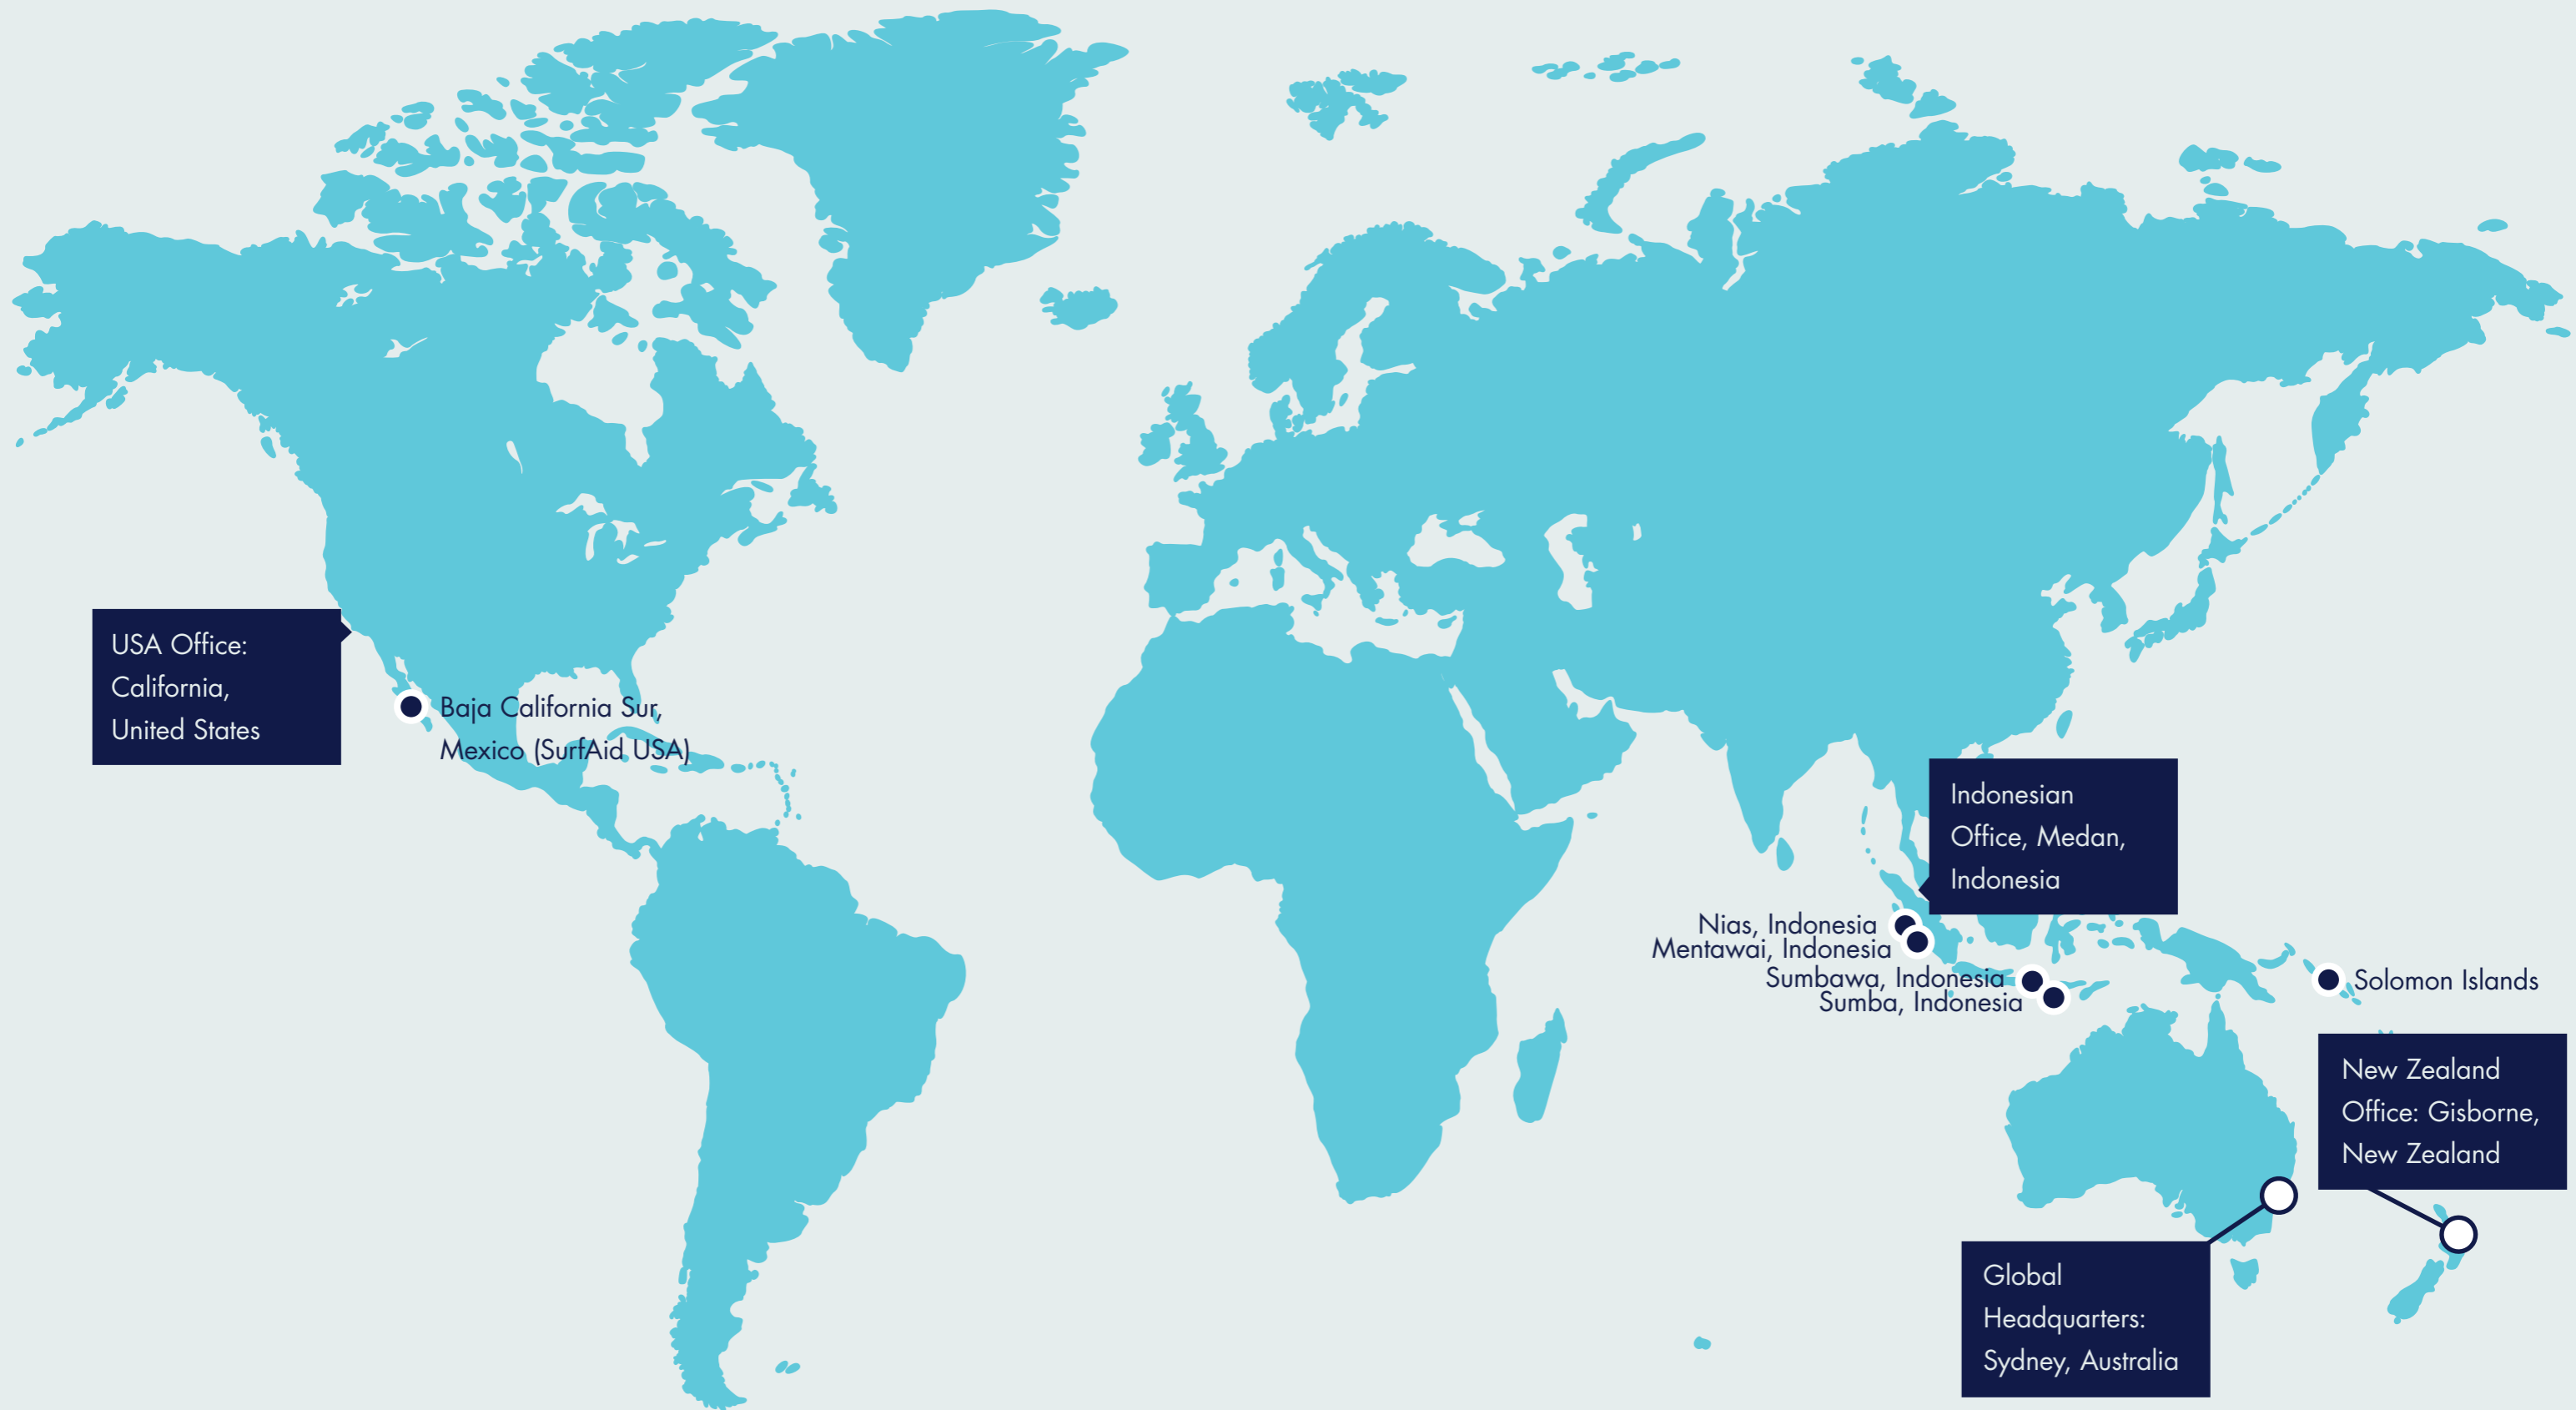 USA Office:
California,
United States
Baja California Sur,
Mexico (SurfAid USA)
Indonesian
Office, Medan,
Indonesia
Nias, Indonesia
Mentawai, Indonesia
Sumbawa, Indonesia
Sumba, Indonesia
Solomon Islands
New Zealand
Office: Gisborne,
New Zealand
Global
Headquarters:
Sydney, Australia